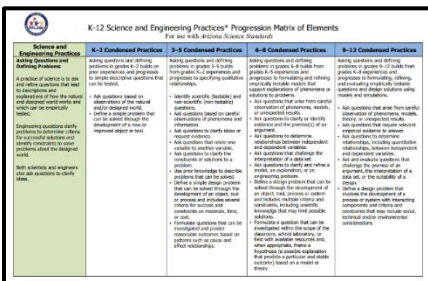 K-12 Science and Engineering Practices* Progression Matrix of Elements
For use with Arizona Science Standards
Science and
Engineering Practices
K–2 Condensed Practices
3–5 Condensed Practices
6–8 Condensed Practices
9–12 Condensed Practices
Asking Questions and
Defining Problems
A practice of science is to ask
and refine questions that lead
to descriptions and
explanations of how the natural
and designed world works and
which can be empirically
tested.
Engineering questions clarify
problems to determine criteria
for successful solutions and
identify constraints to solve
problems about the designed
world.
Both scientists and engineers
also ask questions to clarify
ideas.
Asking questions and defining
problems in grades K–2 builds on
prior experiences and progresses
to simple descriptive questions that
can be tested.
• Ask questions based on
observations of the natural
and/or designed world.
• Define a simple problem that
can be solved through the
development of a new or
improved object or tool.
Asking questions and defining
problems in grades 3–5 builds
from grades K–2 experiences and
progresses to specifying qualitative
relationships.
• Identify scientific (testable) and
non-scientific (non-testable)
questions.
• Ask questions based on careful
observations of phenomena and
information.
• Ask questions to clarify ideas or
request evidence.
• Ask questions that relate one
variable to another variable.
• Ask questions to clarify the
constraints of solutions to a
problem.
• Use prior knowledge to describe
problems that can be solved.
• Define a simple design problem
that can be solved through the
development of an object, tool
or process and includes several
criteria for success and
constraints on materials, time,
or cost.
• Formulate questions that can be
investigated and predict
reasonable outcomes based on
patterns such as cause and
effect relationships.
Asking questions and defining
problems in grades 6–8 builds from
grades K–5 experiences and
progresses to formulating and refining
empirically testable models that
support explanations of phenomena
or solutions to problems.
• Ask questions that arise from careful
observation of phenomena, models,
or unexpected results.
• Ask questions to clarify or identify
evidence and the premise(s) of an
argument.
• Ask questions to determine
relationships between independent
and dependent variables.
• Ask questions that challenge the
interpretation of a data set.
• Ask questions to clarify and refine a
model, an explanation, or an
engineering problem.
• Define a design problem that can be
solved through the development of
an object, tool, process or system
and includes multiple criteria and
constraints, including scientific
knowledge that may limit possible
solutions.
• Formulate a question that can be
investigated within the scope of the
classroom, school laboratory, or
field with available resources and,
when appropriate, frame a
hypothesis (a possible explanation
that predicts a particular and stable
outcome) based on a model or
theory
Asking questions and defining
problems in grades 9–12 builds from
grades K–8 experiences and
progresses to formulating, refining,
and evaluating empirically testable
questions and design solutions using
models and simulations.
• Ask questions that arise from careful
observation of phenomena, models,
theory, or unexpected results.
• Ask questions that require relevant
empirical evidence to answer.
• Ask questions to determine
relationships, including quantitative
relationships, between independent
and dependent variables.
• Ask and evaluate questions that
challenge the premise of an
argument, the interpretation of a
data set, or the suitability of a
design.
• Define a design problem that
involves the development of a
process or system with interacting
components and criteria and
constraints that may include social,
technical and/or environmental
considerations